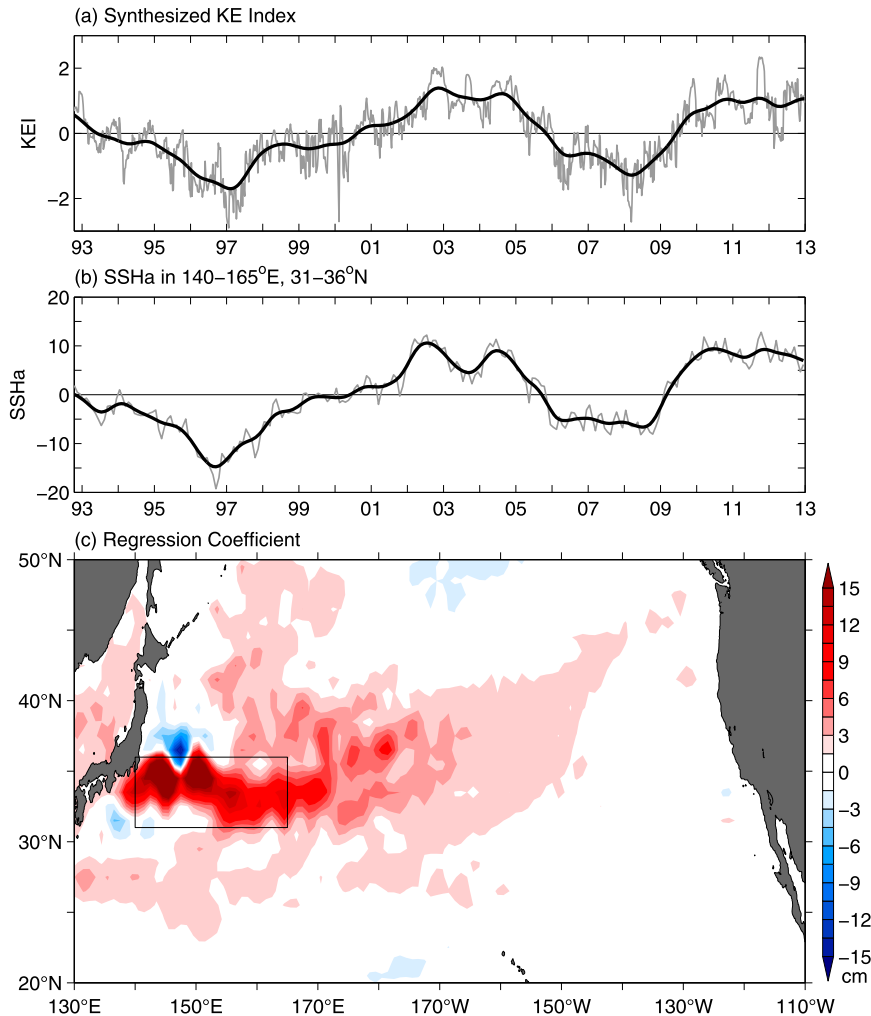 (a) Synthesized KE Index
KEI
2
0
−2
93 95 97 99 01 03 05 07 09 11 13
(b) SSHa in 140−165°E, 31−36°N
SSHa
20
10
0
−10
−20
93 95 97 99 01 03 05 07 09 11 13
(c) Regression Coefficient
50°N
40°N
30°N
20°N
130°E 150°E 170°E 170°W 150°W 130°W 110°W
15
12
9
6
3
0
−3
−6
−9
−12
−15
cm